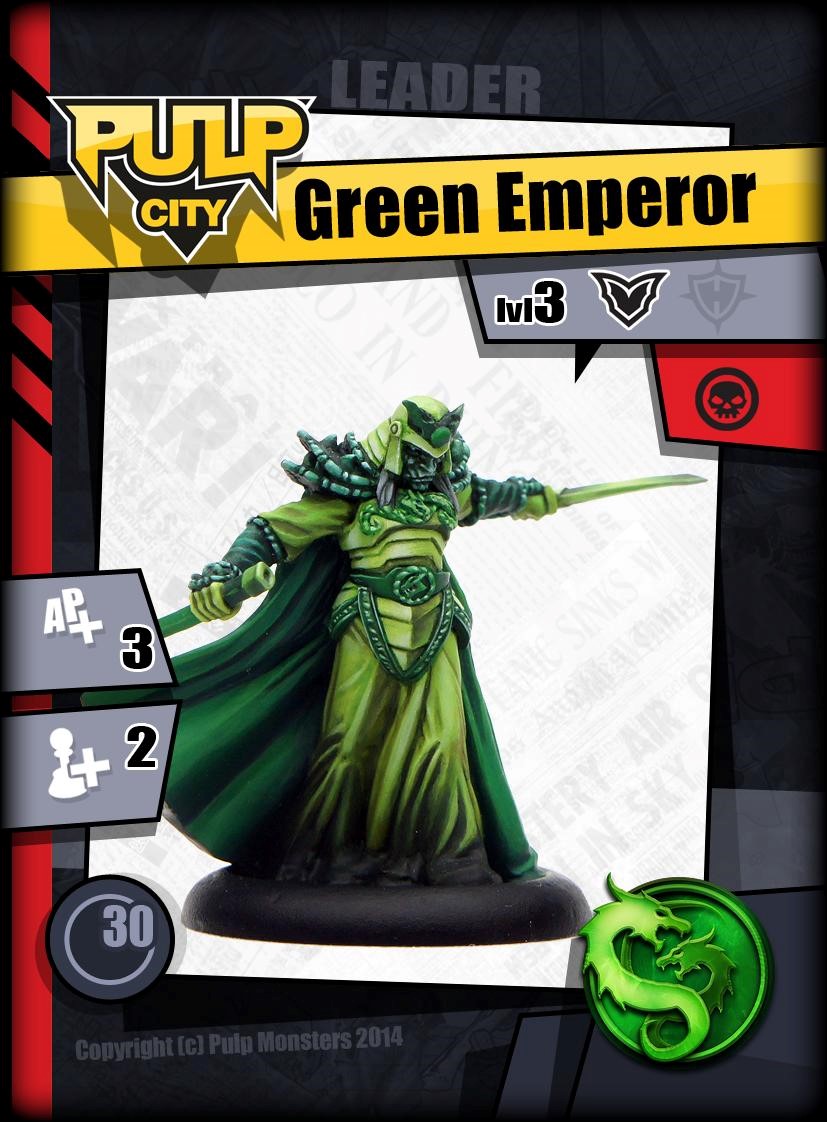 LEADER
PULP
CITY
Green Emperor
lvl3
AP+ 3
2
30
Copyright (c) Pulp Monsters 2014